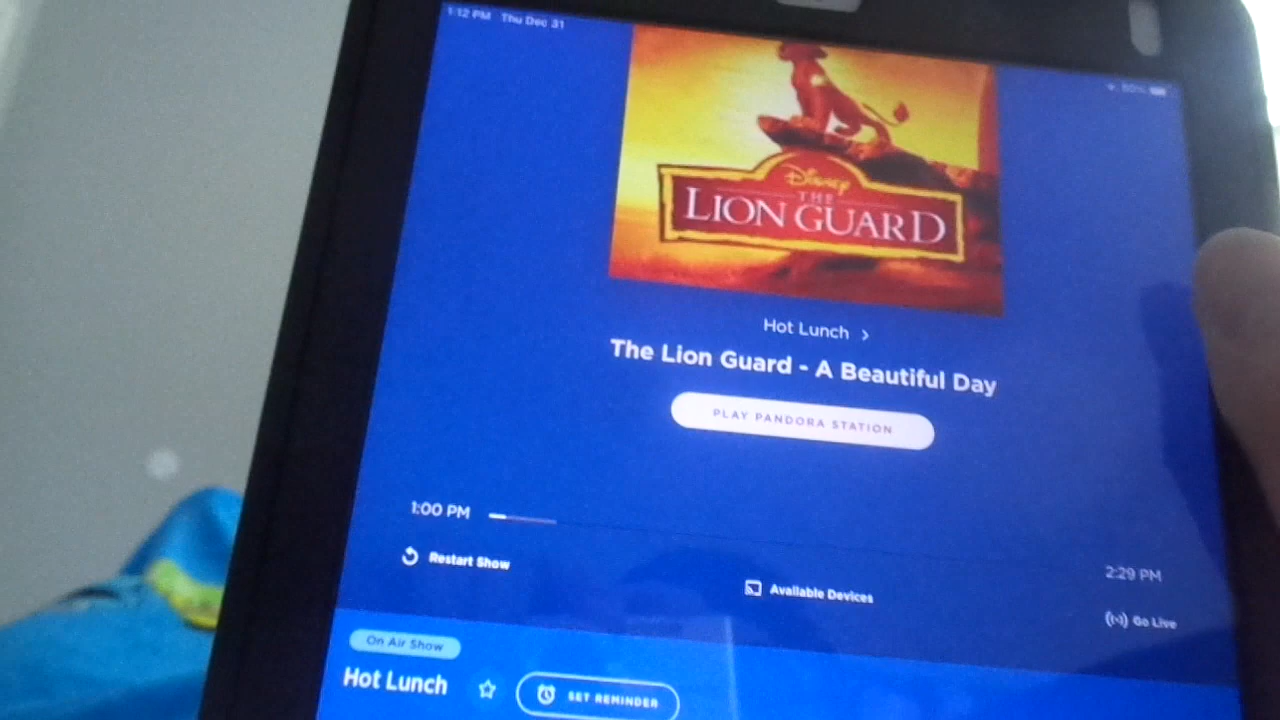 1:12 PM Thu Dec 31
80%
Disney
THE
LION GUARD
Hot Lunch >
The Lion Guard - A Beautiful Day
PLAY PANDORA STATION
1:00 PM
2:29 PM
Restart Show
Available Devices
Go Live
On Air Show
Hot Lunch
SET REMINDER